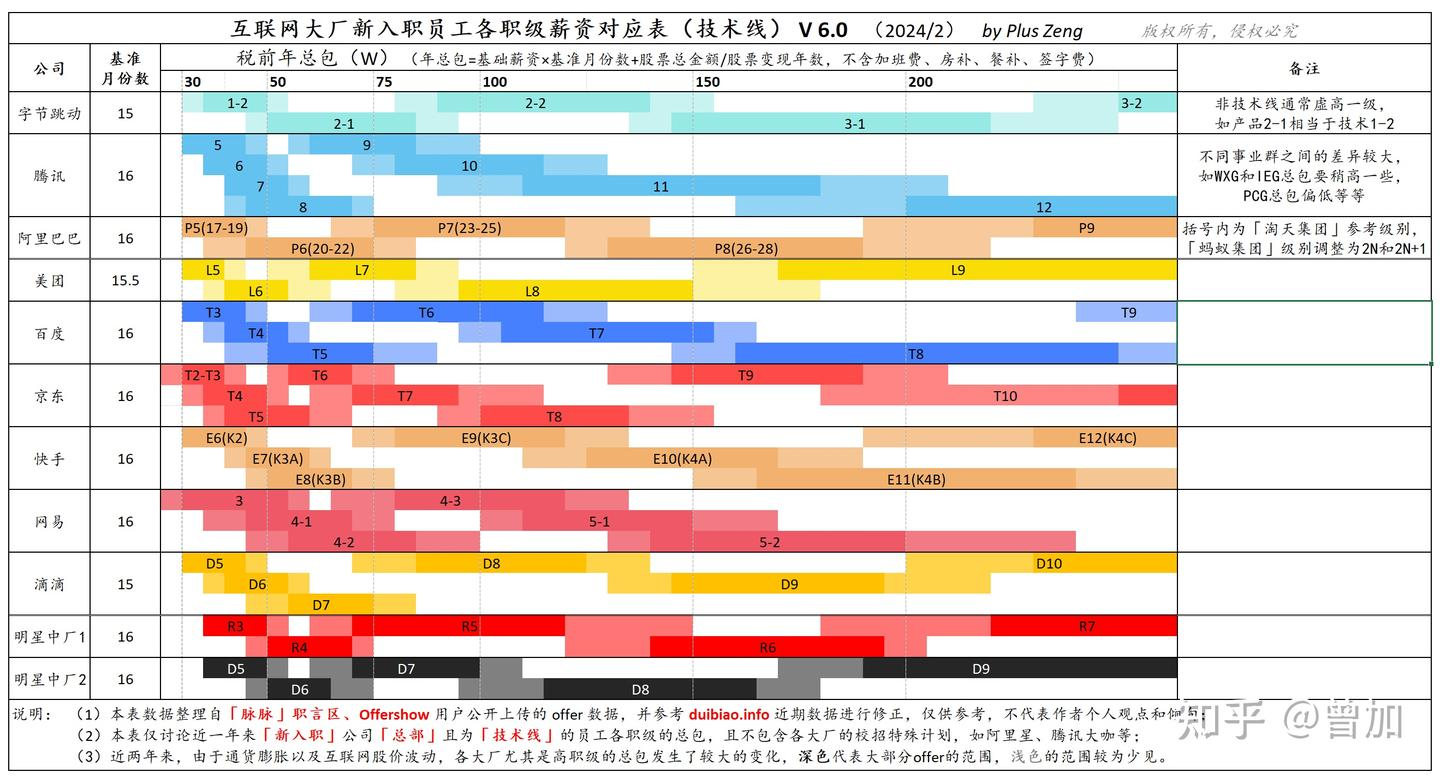 互联网大厂新入职员工各职级薪资对应表（技术线） V 6.0 （2024/2） by Plus Zeng 版权所有，侵权必究
公司 基准月份数 税前年总包（W） （年总包=基础薪资×基准月份数+股票总金额/股票变现年数，不含加班费、房补、餐补、签字费） 备注
30 50 75 100 150 200
字节跳动 15 1-2 2-2 3-2 非技术线通常虚高一级，
2-1 3-1 如产品2-1相当于技术1-2
腾讯 16 5 9 不同事业群之间的差异较大，
6 10 如WXG和IEG总包要稍高一些，
7 11 PCG总包偏低等等
8 12
阿里巴巴 16 P5(17-19) P7(23-25) P9 括号内为「淘天集团」参考级别，
P6(20-22) P8(26-28) 「蚂蚁集团」级别调整为2N和2N+1
美团 15.5 L5 L7 L9
L6 L8
百度 16 T3 T6 T9
T4 T7
T5 T8
京东 16 T2-T3 T6 T9
T4 T7 T10
T5 T8
快手 16 E6(K2) E9(K3C) E12(K4C)
E7(K3A) E10(K4A)
E8(K3B) E11(K4B)
网易 16 3 4-3
4-1 5-1
4-2 5-2
滴滴 15 D5 D8 D10
D6 D9
D7
明星中厂1 16 R3 R5 R7
R4 R6
明星中厂2 16 D5 D7 D9
D6 D8
说明： （1）本表数据整理自「脉脉」职言区、Offershow 用户公开上传的 offer 数据，并参考 duibiao.info 近期数据进行修正，仅供参考，不代表作者个人观点和
（2）本表仅讨论近一年来「新入职」公司「总部」且为「技术线」的员工各职级的总包，且不包含各大厂的校招特殊计划，如阿里星、腾讯大咖等；
（3）近两年来，由于通货膨胀以及互联网股价波动，各大厂尤其是高职级的总包发生了较大的变化，深色代表大部分offer的范围，浅色的范围较为少见。
知乎 @曾加